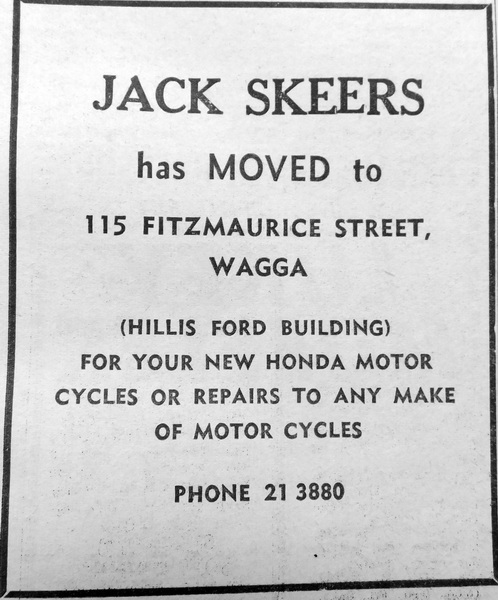 JACK SKEERS
has MOVED to
115 FITZMAURICE STREET,
WAGGA
(HILLIS FORD BUILDING)
FOR YOUR NEW HONDA MOTOR
CYCLES OR REPAIRS TO ANY MAKE
OF MOTOR CYCLES
PHONE 21 3880